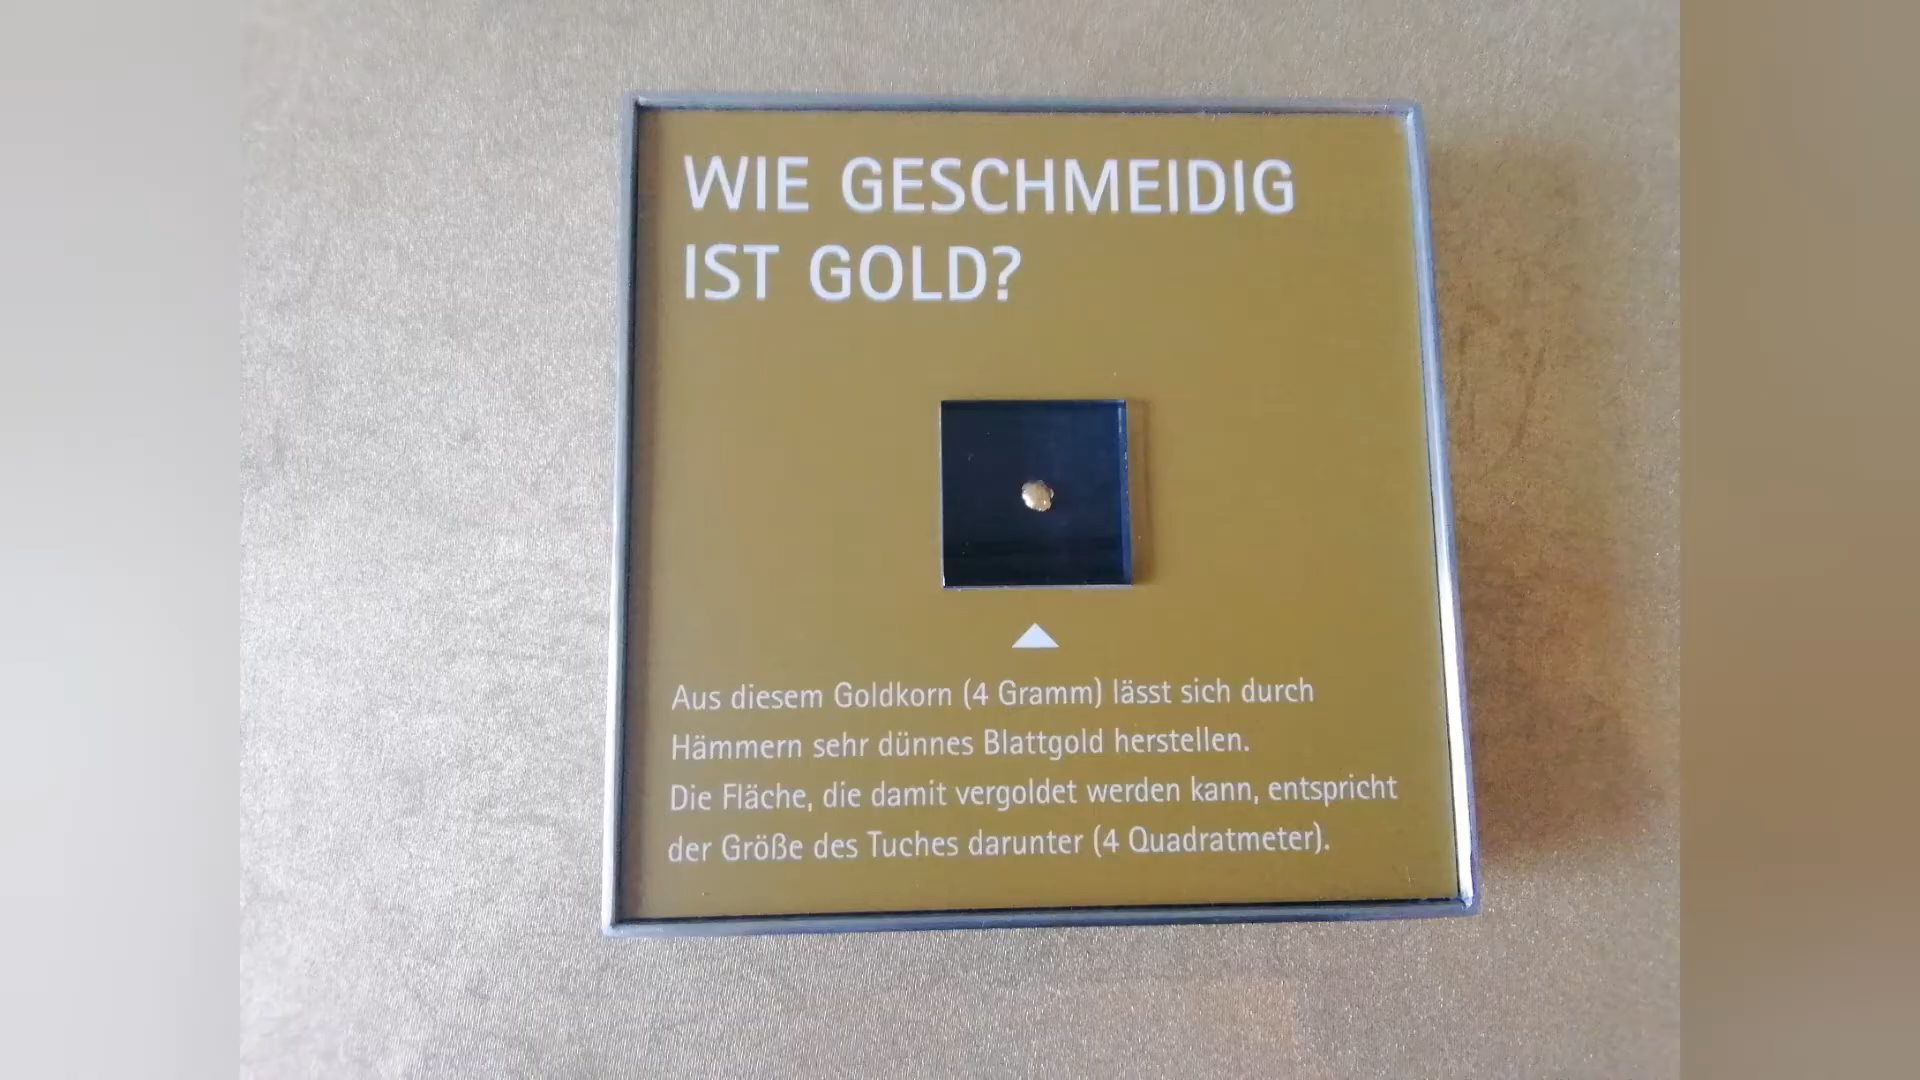 WIE GESCHMEIDIG
IST GOLD?
Aus diesem Goldkorn (4 Gramm) lässt sich durch
Hämmern sehr dünnes Blattgold herstellen.
Die Fläche, die damit vergoldet werden kann, entspricht
der Größe des Tuches darunter (4 Quadratmeter).